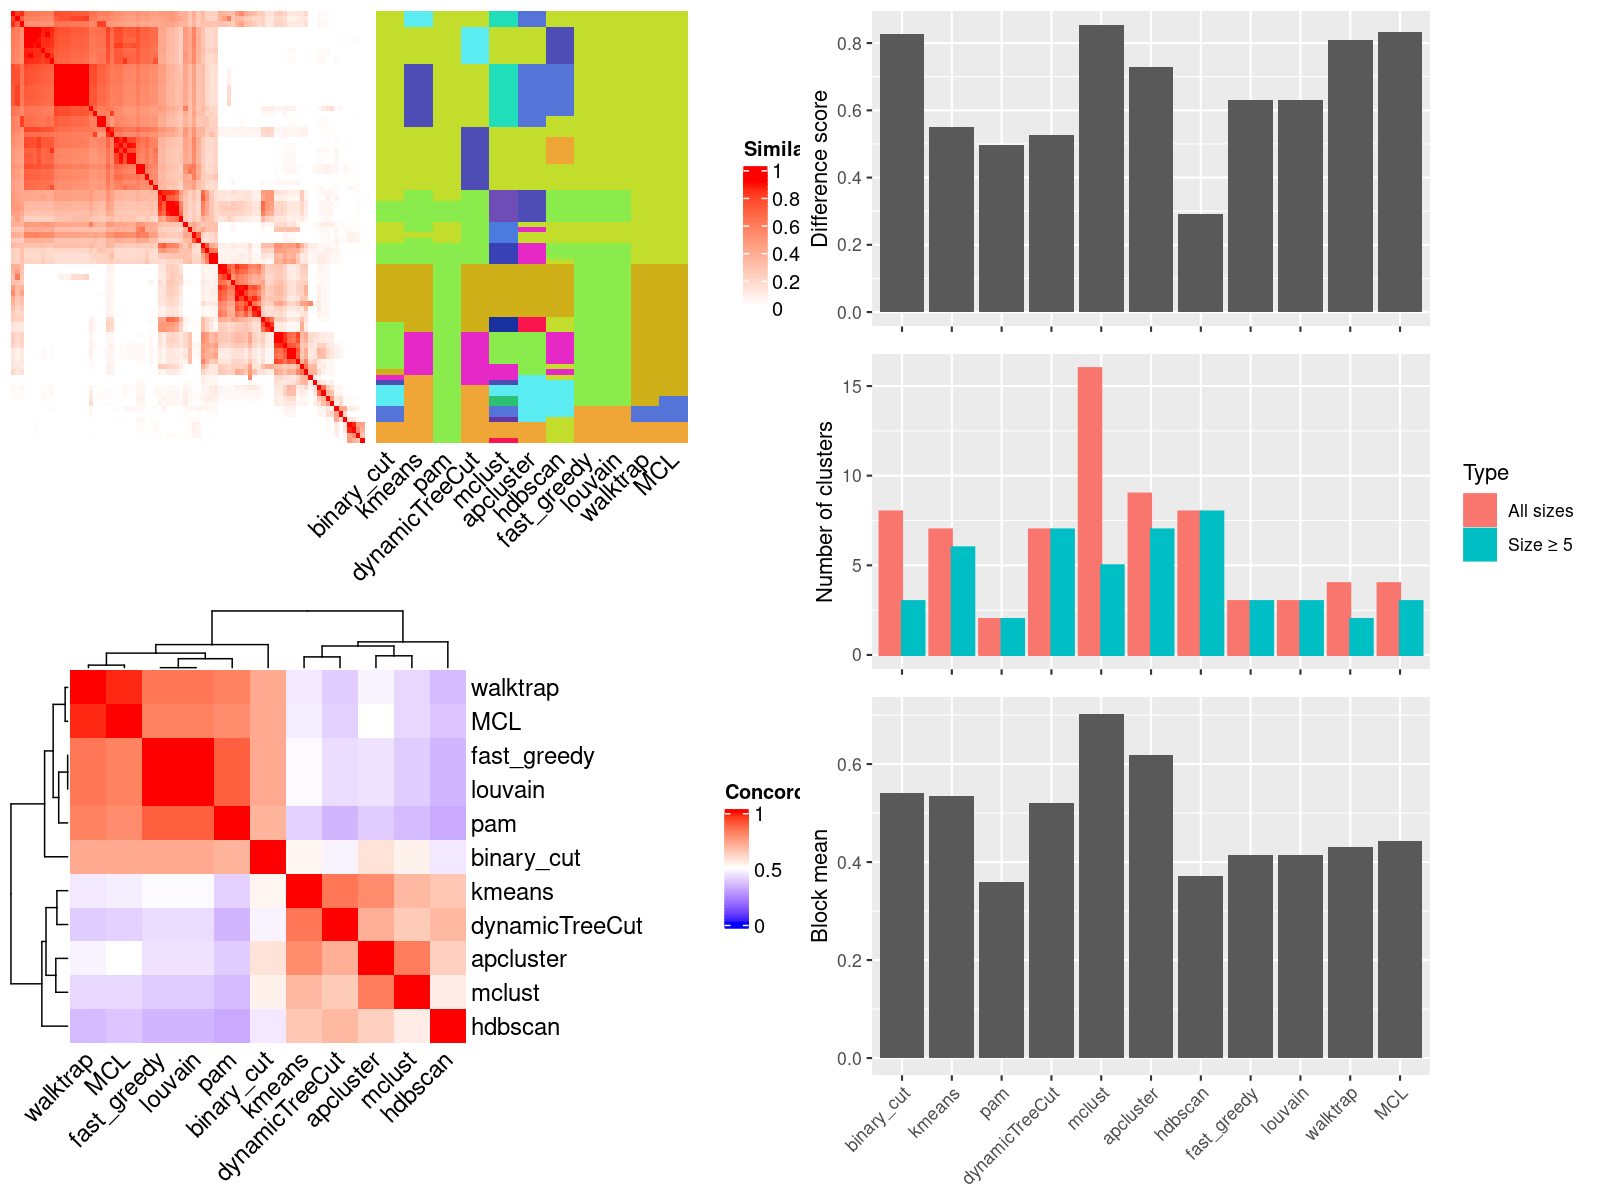 Simila
1
0.8
0.6
0.4
0.2
0
binary_cut
kmeans
pam
dynamicTreeCut
mclust
apcluster
hdbscan
fast_greedy
louvain
walktrap
MCL
walktrap
MCL
fast_greedy
louvain
pam
binary_cut
kmeans
dynamicTreeCut
apcluster
mclust
hdbscan
walktrap
MCL
fast_greedy
louvain
pam
binary_cut
kmeans
dynamicTreeCut
apcluster
mclust
hdbscan
Concord
1
0.5
0
Difference score
0.8
0.6
0.4
0.2
0.0
Number of clusters
15
10
5
0
Type
All sizes
Size ≥ 5
Block mean
0.6
0.4
0.2
0.0
binary_cut
kmeans
pam
dynamicTreeCut
mclust
apcluster
hdbscan
fast_greedy
louvain
walktrap
MCL